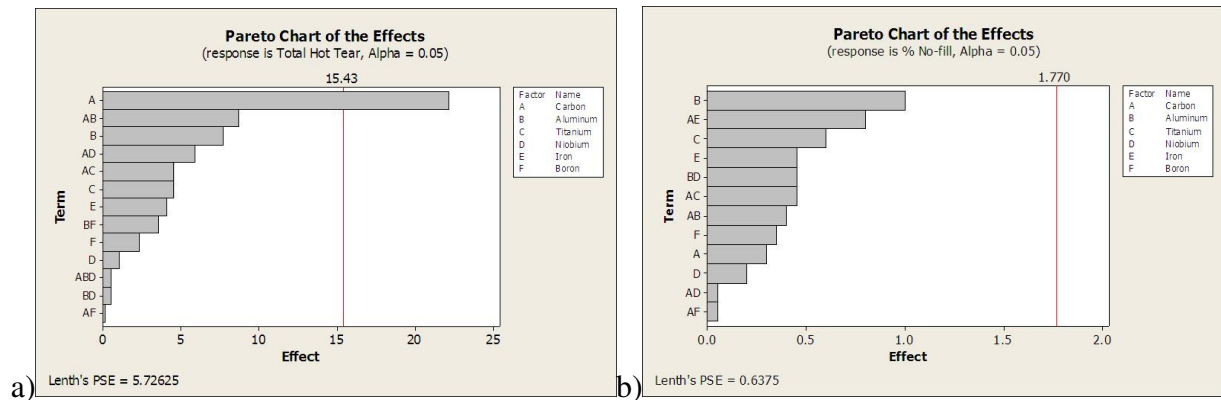 Pareto Chart of the Effects
(response is Total Hot Tear, Alpha = 0.05)
15.43
A
AB
B
AD
AC
C
E
BF
F
D
ABD
BD
AF
Term
0 5 10 15 20 25
Effect
Factor Name
A Carbon
B Aluminum
C Titanium
D Niobium
E Iron
F Boron
a) Lenth's PSE = 5.72625
Pareto Chart of the Effects
(response is % No-fill, Alpha = 0.05)
1.770
B
AE
C
E
BD
AC
AB
F
A
D
AD
AF
Term
0.0 0.5 1.0 1.5 2.0
Effect
Factor Name
A Carbon
B Aluminum
C Titanium
D Niobium
E Iron
F Boron
b) Lenth's PSE = 0.6375